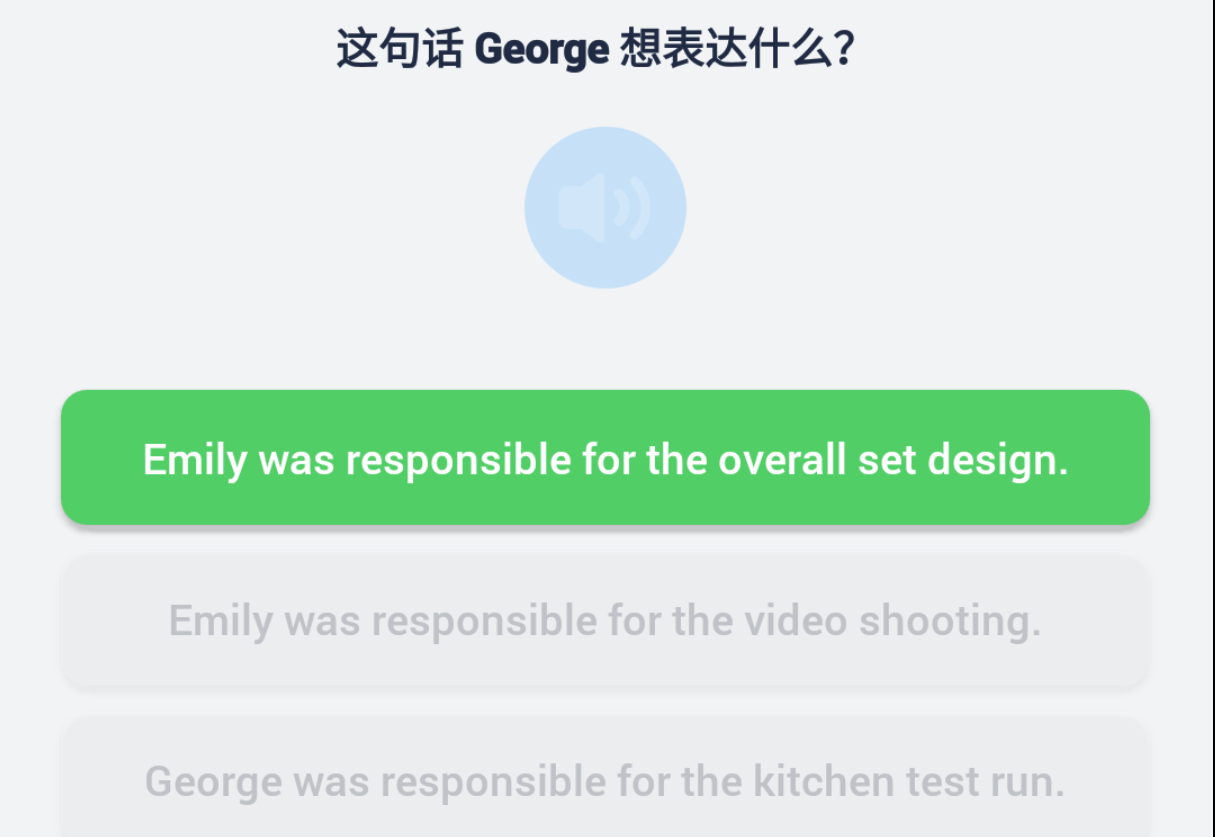 这句话 George 想表达什么？
Emily was responsible for the overall set design.
Emily was responsible for the video shooting.
George was responsible for the kitchen test run.